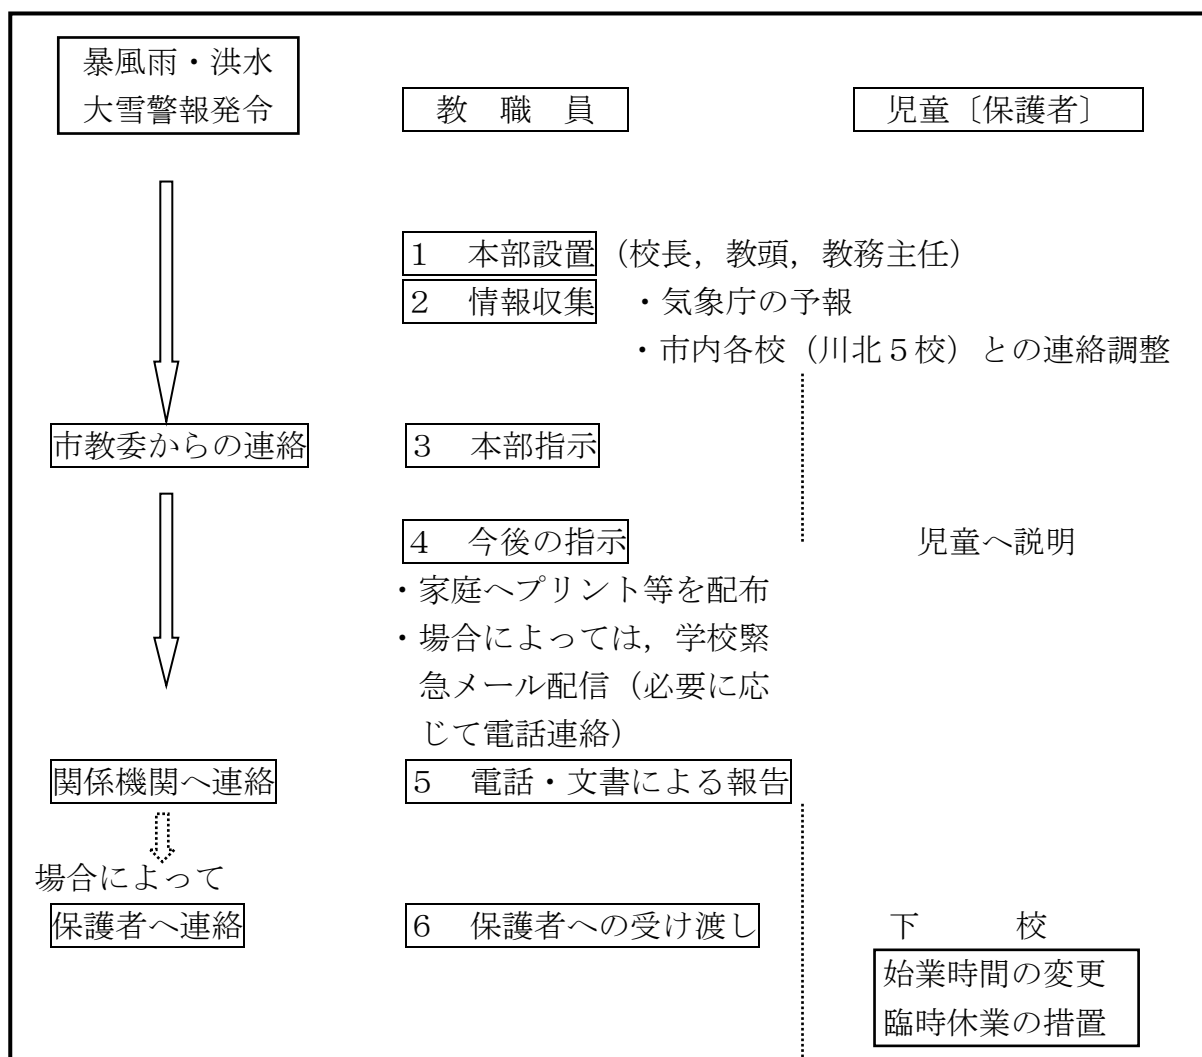 暴風雨・洪水
大雪警報発令
教　職　員
児童〔保護者〕
１　本部設置（校長，教頭，教務主任）
２　情報収集　・気象庁の予報
・市内各校（川北５校）との連絡調整
市教委からの連絡
３　本部指示
４　今後の指示
児童へ説明
・家庭へプリント等を配布
・場合によっては，学校緊
急メール配信（必要に応
じて電話連絡）
関係機関へ連絡
５　電話・文書による報告
場合によって
保護者へ連絡
６　保護者への受け渡し
下　　　校
始業時間の変更
臨時休業の措置